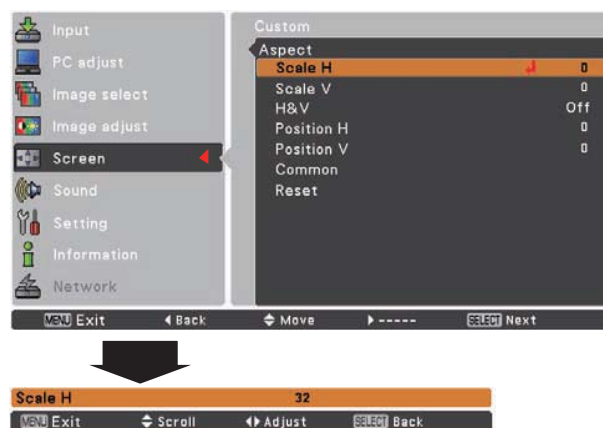 Input
PC adjust
Image select
Image adjust
Screen
Sound
Setting
Information
Network
Custom
Aspect
Scale H 0
Scale V 0
H&V Off
Position H 0
Position V 0
Common
Reset
MENU Exit Back Move ----- SELECT Next
Scale H 32
MENU Exit Scroll Adjust SELECT Back